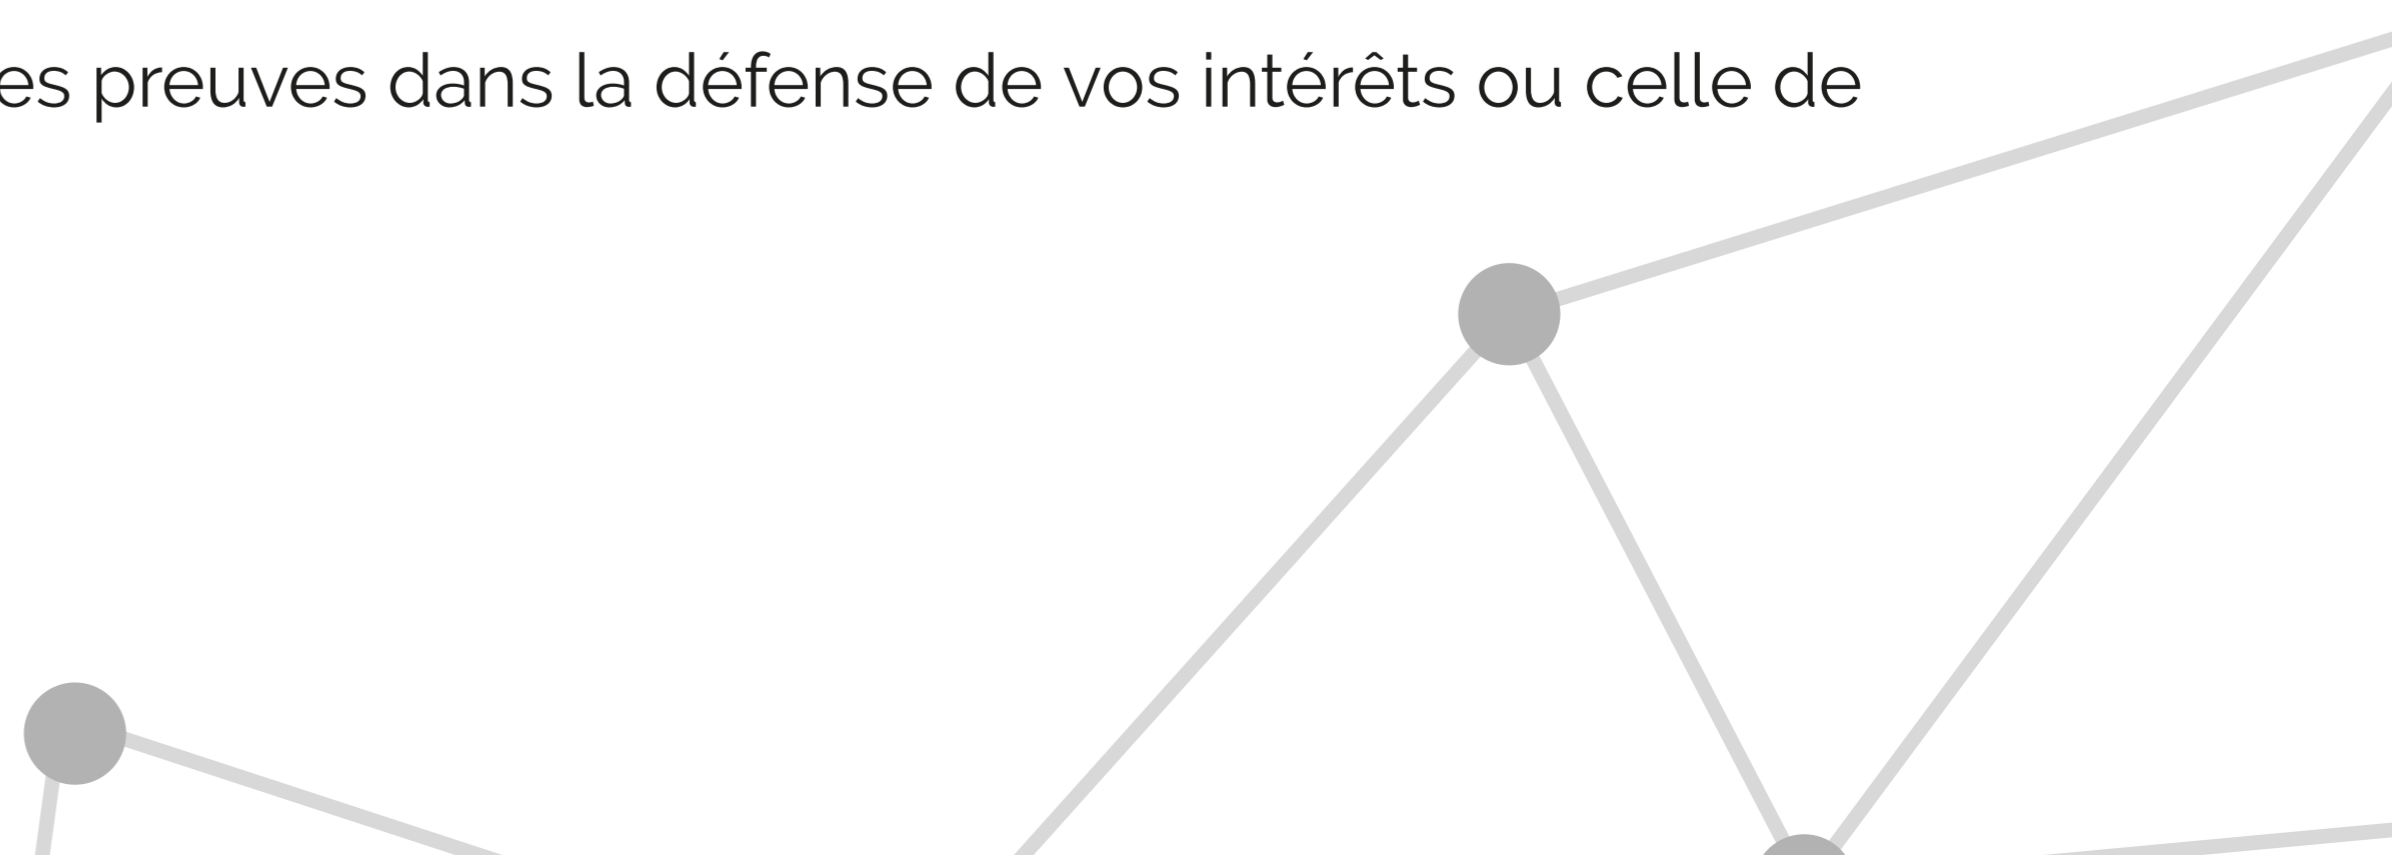 es preuves dans la défense de vos intérêts ou celle de